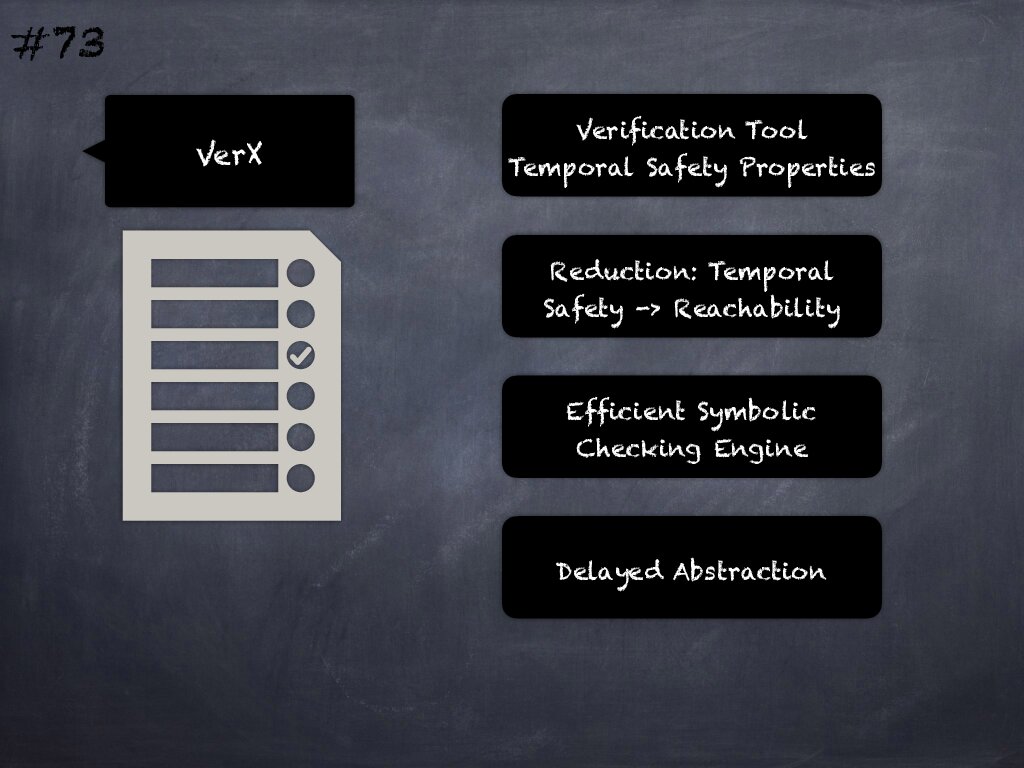 #73
VerX
Verification Tool
Temporal Safety Properties
Reduction: Temporal
Safety -> Reachability
Efficient Symbolic
Checking Engine
Delayed Abstraction